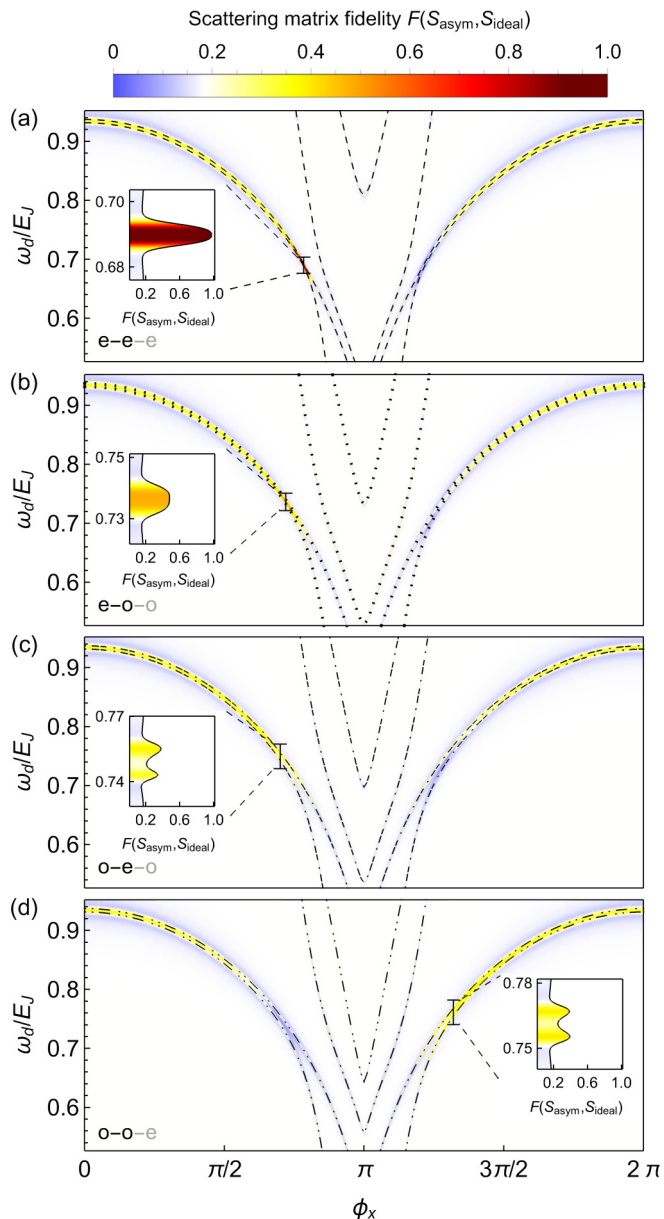 Scattering matrix fidelity F(S_asym,S_ideal)
0 0.2 0.4 0.6 0.8 1.0
(a)
0.9
0.8
0.7
0.6
ω_d/E_J
0.70
0.68
0.2 0.6 1.0
F(S_asym,S_ideal)
e–e–e
(b)
0.9
0.8
0.7
0.6
ω_d/E_J
0.75
0.73
0.2 0.6 1.0
F(S_asym,S_ideal)
e–o–o
(c)
0.9
0.8
0.7
0.6
ω_d/E_J
0.77
0.74
0.2 0.6 1.0
F(S_asym,S_ideal)
o–e–o
(d)
0.9
0.8
0.7
0.6
ω_d/E_J
0.78
0.75
0.2 0.6 1.0
F(S_asym,S_ideal)
o–o–e
0 π/2 π 3π/2 2π
ϕ_x